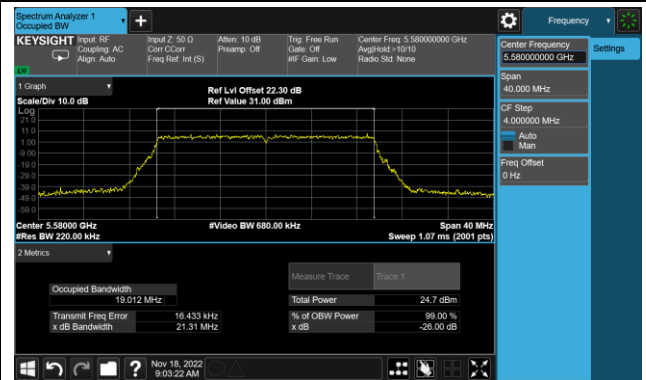 Spectrum Analyzer 1
Occupied BW
Frequency
KEYSIGHT
Input: RF
Coupling: AC
Align: Auto
Input Z: 50 Ω
Corr CCorr
Freq Ref: Int (S)
Atten: 10 dB
Preamp: Off
Trig: Free Run
Gate: Off
#IF Gain: Low
Center Freq: 5.580000000 GHz
Avg|Hold:>10/10
Radio Std: None
LXI
Center Frequency
5.580000000 GHz
Settings
Span
40.000 MHz
CF Step
4.000000 MHz
Auto
Man
Freq Offset
0 Hz
1 Graph
Scale/Div 10.0 dB
Ref Lvl Offset 22.30 dB
Ref Value 31.00 dBm
Log
21.0
11.0
1.00
-9.00
-19.0
-29.0
-39.0
-49.0
-59.0
Center 5.58000 GHz
#Video BW 680.00 kHz
Span 40 MHz
#Res BW 220.00 kHz
Sweep 1.07 ms (2001 pts)
2 Metrics
Measure Trace
Trace 1
Occupied Bandwidth
19.012 MHz
Total Power
24.7 dBm
Transmit Freq Error
16.433 kHz
% of OBW Power
99.00 %
x dB Bandwidth
21.31 MHz
x dB
-26.00 dB
Nov 18, 2022
9:03:22 AM